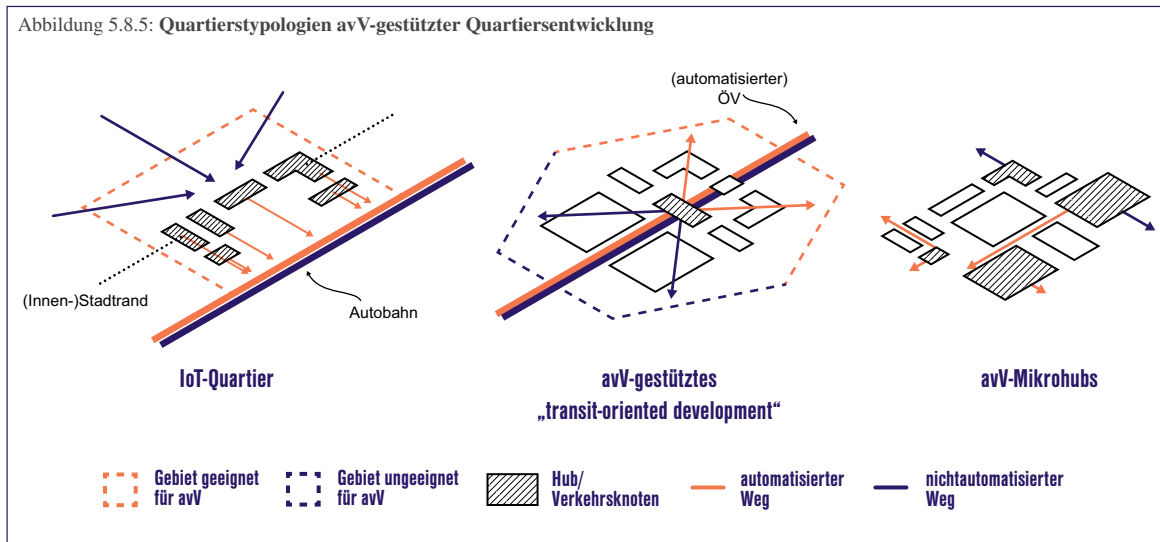 Abbildung 5.8.5: Quartierstypologien avV-gestützter Quartiersentwicklung
(automatisierter)
ÖV
(Innen-)Stadtrand
Autobahn
IoT-Quartier
avV-gestütztes
„transit-oriented development“
avV-Mikrohubs
Gebiet geeignet
für avV
Gebiet ungeeignet
für avV
Hub/
Verkehrsknoten
automatisierter
Weg
nichtautomatisierter
Weg